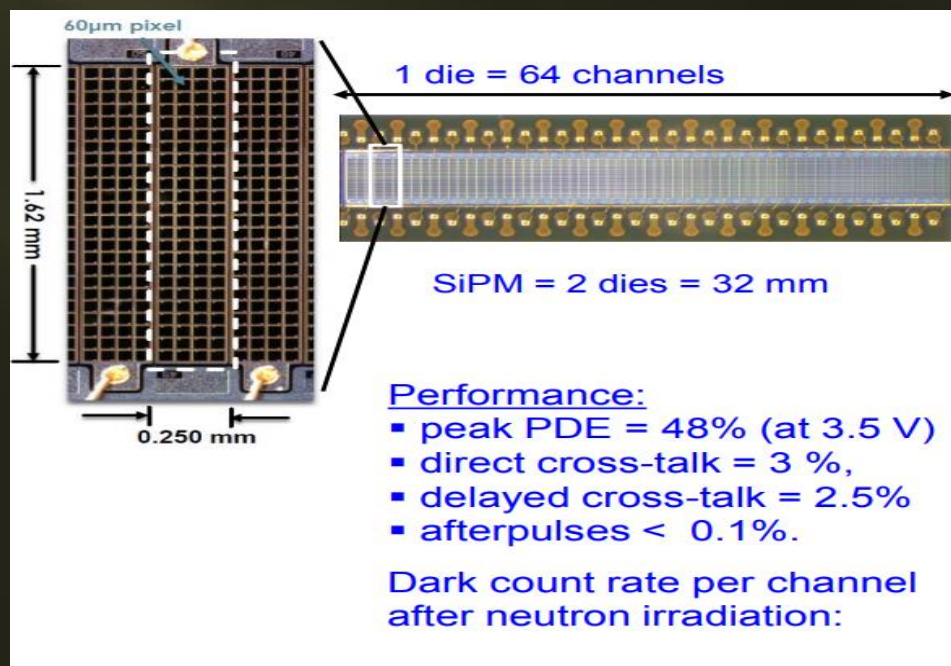 60µm pixel
1 die = 64 channels
1.62 mm
SiPM = 2 dies = 32 mm
0.250 mm
Performance:
▪ peak PDE = 48% (at 3.5 V)
▪ direct cross-talk = 3 %,
▪ delayed cross-talk = 2.5%
▪ afterpulses < 0.1%.
Dark count rate per channel
after neutron irradiation: